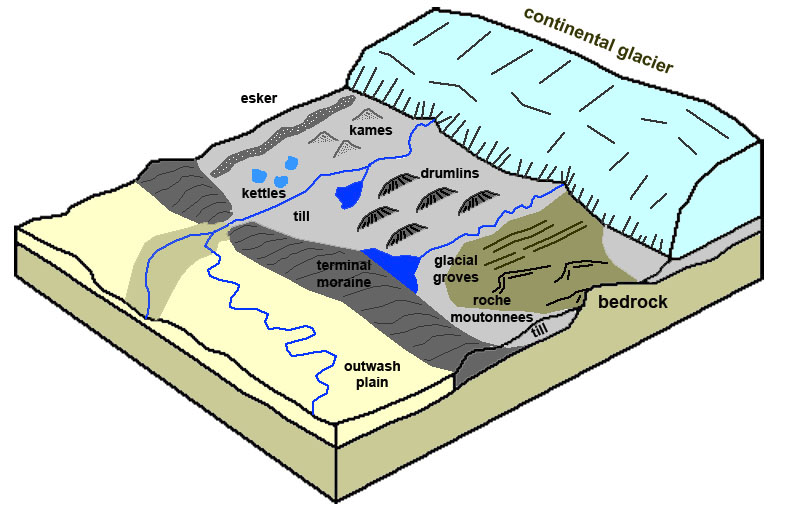 continental glacier
esker
kames
drumlins
kettles
till
glacial
groves
terminal
moraine
roche
moutonnees
bedrock
till
outwash
plain